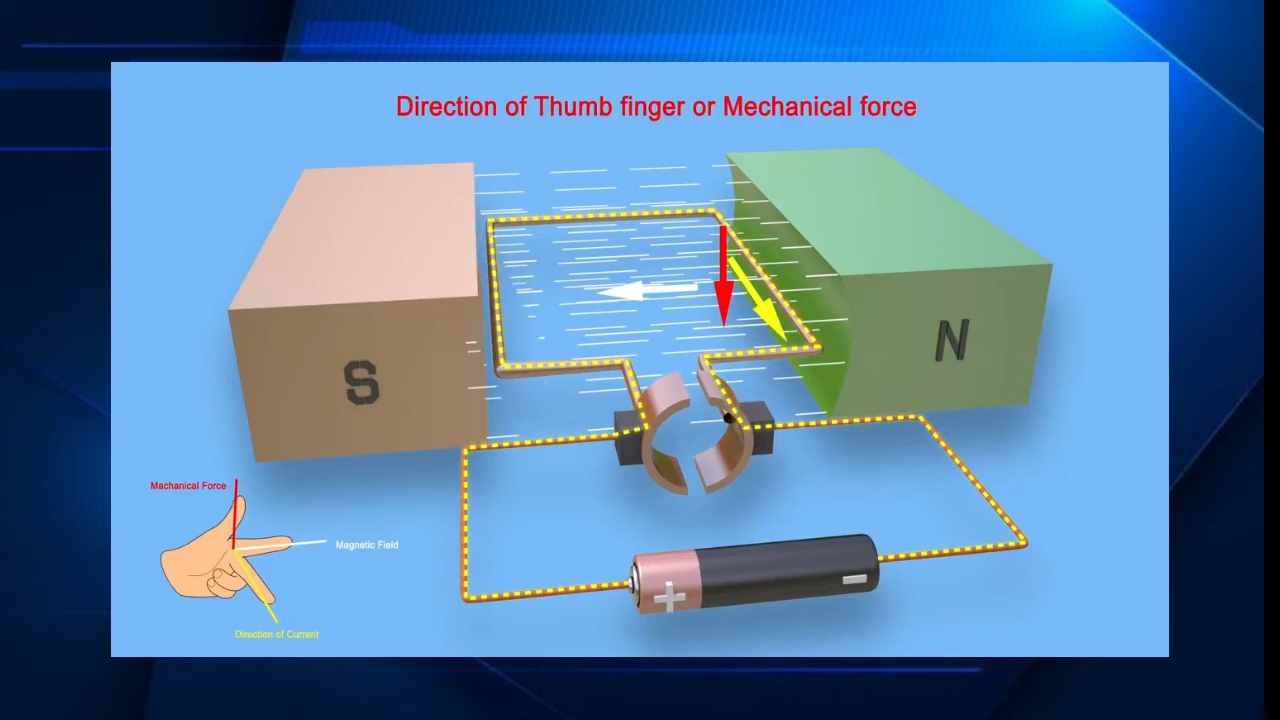 Direction of Thumb finger or Mechanical force
S
N
Machanical Force
Magnetic Field
Direction of Current
+
−